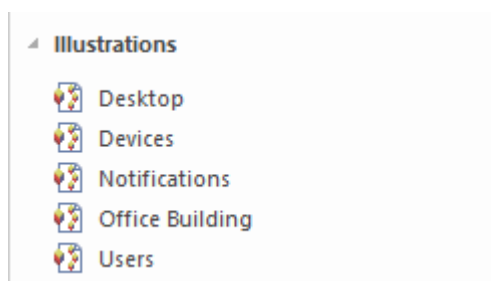 Illustrations
Desktop
Devices
Notifications
Office Building
Users